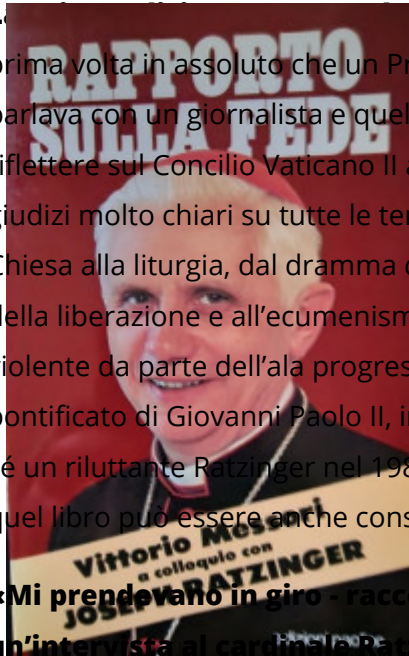 RAPPORTO
prima volta in assoluto che un Pr
parlava con un giornalista e quel
SULLA FEDE
riflettere sul Concilio Vaticano II
giudizi molto chiari su tutte le te
Chiesa alla liturgia, dal dramma
della liberazione e all'ecumenism
violente da parte dell'ala progres
pontificato di Giovanni Paolo II, i
é un riluttante Ratzinger nel 198
quel libro può essere anche cons
Vittorio Messori
a colloquio con
JOSEPH RATZINGER
«Mi prendevano in giro - racc
un'intervista al cardinale Rat